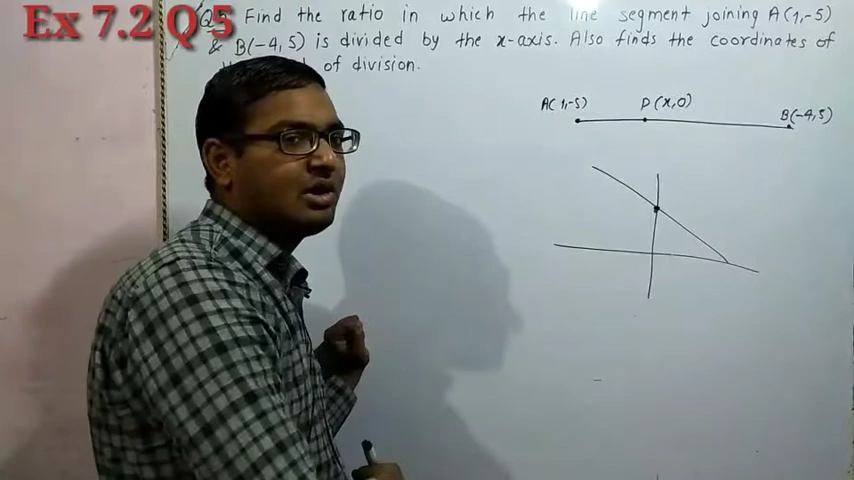 Ex 7.2 Q 5
Q5 Find the ratio in which the line segment joining A(1,-5)
& B(-4,5) is divided by the x-axis. Also finds the coordinates of
of division.
A(1,-5) P(x,0) B(-4,5)